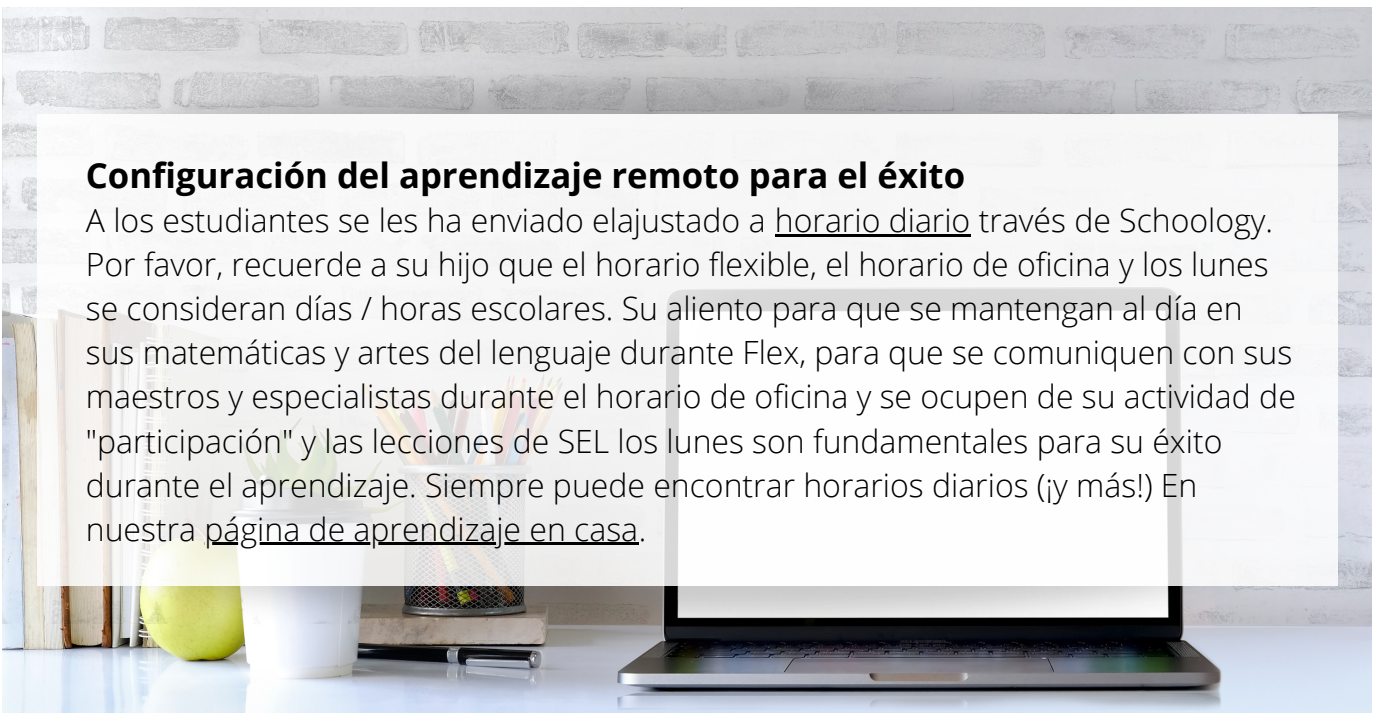 Configuración del aprendizaje remoto para el éxito
A los estudiantes se les ha enviado elajustado a horario diario través de Schoology.
Por favor, recuerde a su hijo que el horario flexible, el horario de oficina y los lunes
se consideran días / horas escolares. Su aliento para que se mantengan al día en
sus matemáticas y artes del lenguaje durante Flex, para que se comuniquen con sus
maestros y especialistas durante el horario de oficina y se ocupen de su actividad de
"participación" y las lecciones de SEL los lunes son fundamentales para su éxito
durante el aprendizaje. Siempre puede encontrar horarios diarios (¡y más!) En
nuestra página de aprendizaje en casa.